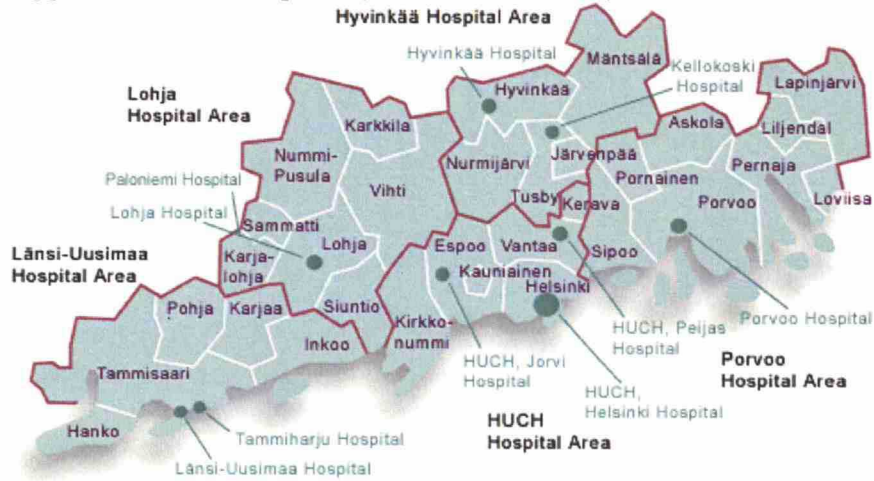 Hyvinkää Hospital Area
Hyvinkää Hospital
Mäntsälä
Kellokoski
Hospital
Lapinjärvi
Lohja
Hospital Area
Hyvinkää
Karkkila
Askola
Liljendal
Nummi-
Pusula
Nurmijärvi
Järvenpää
Pernaja
Paloniemi Hospital
Vihti
Pornainen
Tusby
Kerava
Porvoo
Loviisa
Lohja Hospital
Sammatti
Länsi-Uusimaa
Hospital Area
Karja-
lohja
Lohja
Espoo
Vantaa
Sipoo
Kauniainen
Helsinki
Pohja
Karjaa
Siuntio
Kirkko-
nummi
Inkoo
HUCH, Peijas
Hospital
Porvoo Hospital
Tammisaari
HUCH, Jorvi
Hospital
Porvoo
Hospital Area
HUCH,
Helsinki Hospital
Hanko
HUCH
Hospital Area
Tammiharju Hospital
Länsi-Uusimaa Hospital